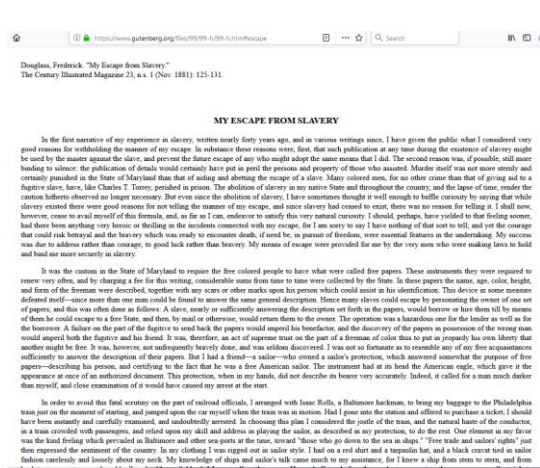 https://www.gutenberg.org/files/99/99-h/99-h.htm#escape
Search
Douglass, Frederick. "My Escape from Slavery."
The Century Illustrated Magazine 23, n.s. 1 (Nov. 1881): 125-131.
MY ESCAPE FROM SLAVERY
In the first narrative of my experience in slavery, written nearly forty years ago, and in various writings since, I have given the public what I considered very
good reasons for withholding the manner of my escape. In substance these reasons were, first, that such publication at any time during the existence of slavery might
be used by the master against the slave, and prevent the future escape of any who might adopt the same means that I did. The second reason was, if possible, still more
binding to silence: the publication of details would certainly have put in peril the persons and property of those who assisted. Murder itself was not more sternly and
certainly punished in the State of Maryland than that of aiding and abetting the escape of a slave. Many colored men, for no other crime than that of giving aid to a
fugitive slave, have, like Charles T. Torrey, perished in prison. The abolition of slavery in my native State and throughout the country, and the lapse of time, render the
caution hitherto observed no longer necessary. But even since the abolition of slavery, I have sometimes thought it well enough to baffle curiosity by saying that while
slavery existed there were good reasons for not telling the manner of my escape, and since slavery had ceased to exist, there was no reason for telling it. I shall now,
however, cease to avail myself of this formula, and, as far as I can, endeavor to satisfy this very natural curiosity. I should, perhaps, have yielded to that feeling sooner,
had there been anything very heroic or thrilling in the incidents connected with my escape, for I am sorry to say I have nothing of that sort to tell; and yet the courage
that could risk betrayal and the bravery which was ready to encounter death, if need be, in pursuit of freedom, were essential features in the undertaking. My success
was due to address rather than courage, to good luck rather than bravery. My means of escape were provided for me by the very men who were making laws to hold
and bind me more securely in slavery.
It was the custom in the State of Maryland to require the free colored people to have what were called free papers. These instruments they were required to
renew very often, and by charging a fee for this writing, considerable sums from time to time were collected by the State. In these papers the name, age, color, height,
and form of the freeman were described, together with any scars or other marks upon his person which could assist in his identification. This device in some measure
defeated itself—since more than one man could be found to answer the same general description. Hence many slaves could escape by personating the owner of one set
of papers; and this was often done as follows: A slave, nearly or sufficiently answering the description set forth in the papers, would borrow or hire them till by means
of them he could escape to a free State, and then, by mail or otherwise, would return them to the owner. The operation was a hazardous one for the lender as well as for
the borrower. A failure on the part of the fugitive to send back the papers would imperil his benefactor, and the discovery of the papers in possession of the wrong man
would imperil both the fugitive and his friend. It was, therefore, an act of supreme trust on the part of a freeman of color thus to put in jeopardy his own liberty that
another might be free. It was, however, not unfrequently bravely done, and was seldom discovered. I was not so fortunate as to resemble any of my free acquaintances
sufficiently to answer the description of their papers. But I had a friend—a sailor—who owned a sailor's protection, which answered somewhat the purpose of free
papers—describing his person, and certifying to the fact that he was a free American sailor. The instrument had at its head the American eagle, which gave it the
appearance at once of an authorized document. This protection, when in my hands, did not describe its bearer very accurately. Indeed, it called for a man much darker
than myself, and close examination of it would have caused my arrest at the start.
In order to avoid this fatal scrutiny on the part of railroad officials, I arranged with Isaac Rolls, a Baltimore hackman, to bring my baggage to the Philadelphia
train just on the moment of starting, and jumped upon the car myself when the train was in motion. Had I gone into the station and offered to purchase a ticket, I should
have been instantly and carefully examined, and undoubtedly arrested. In choosing this plan I considered the jostle of the train, and the natural haste of the conductor,
in a train crowded with passengers, and relied upon my skill and address in playing the sailor, as described in my protection, to do the rest. One element in my favor
was the kind feeling which prevailed in Baltimore and other sea-ports at the time, toward "those who go down to the sea in ships." "Free trade and sailors' rights" just
then expressed the sentiment of the country. In my clothing I was rigged out in sailor style. I had on a red shirt and a tarpaulin hat, and a black cravat tied in sailor
fashion carelessly and loosely about my neck. My knowledge of ships and sailor's talk came much to my assistance, for I knew a ship from stem to stern, and from